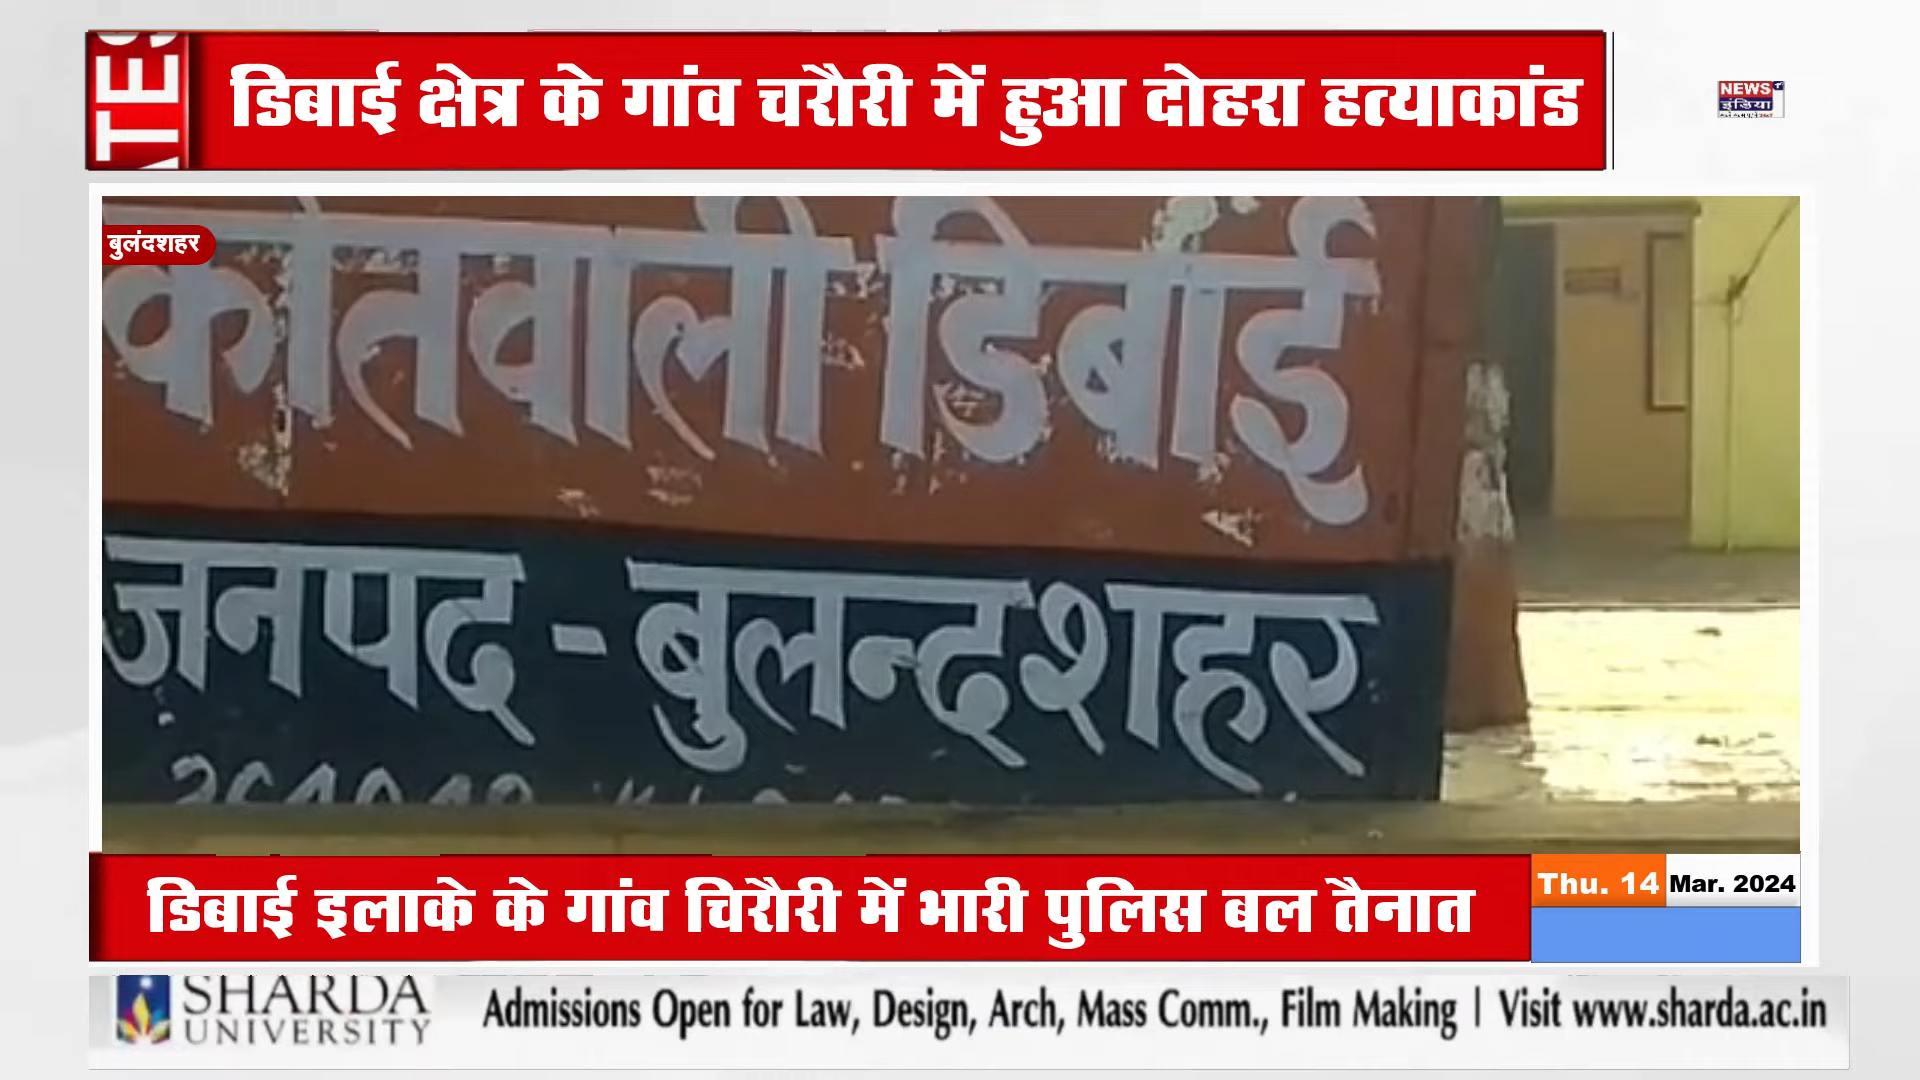 डिबाई क्षेत्र के गांव चरौरी में हुआ दोहरा हत्याकांड
NEWS
इंडिया
बुलंदशहर
कोतवाली डिबाई
जनपद - बुलन्दशहर
डिबाई इलाके के गांव चिरौरी में भारी पुलिस बल तैनात
Thu. 14 Mar. 2024
SHARDA
UNIVERSITY
Admissions Open for Law, Design, Arch, Mass Comm., Film Making | Visit www.sharda.ac.in